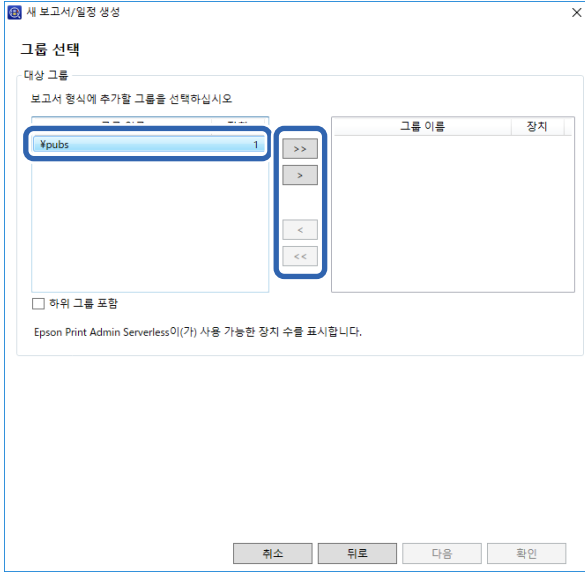 새 보고서/일정 생성
그룹 선택
대상 그룹
보고서 형식에 추가할 그룹을 선택하십시오
그룹 이름 장치
¥pubs 1
>>
>
<
<<
하위 그룹 포함
Epson Print Admin Serverless이(가) 사용 가능한 장치 수를 표시합니다.
취소 뒤로 다음 확인